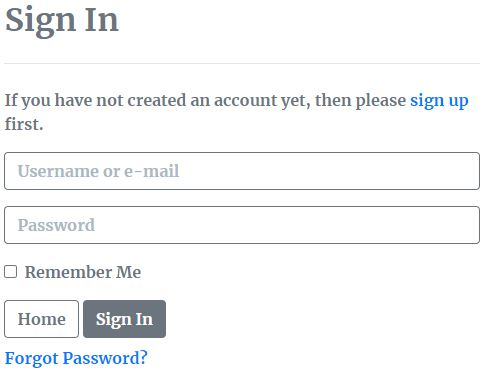 Sign In
If you have not created an account yet, then please sign up
first.
Username or e-mail
Password
Remember Me
Home Sign In
Forgot Password?